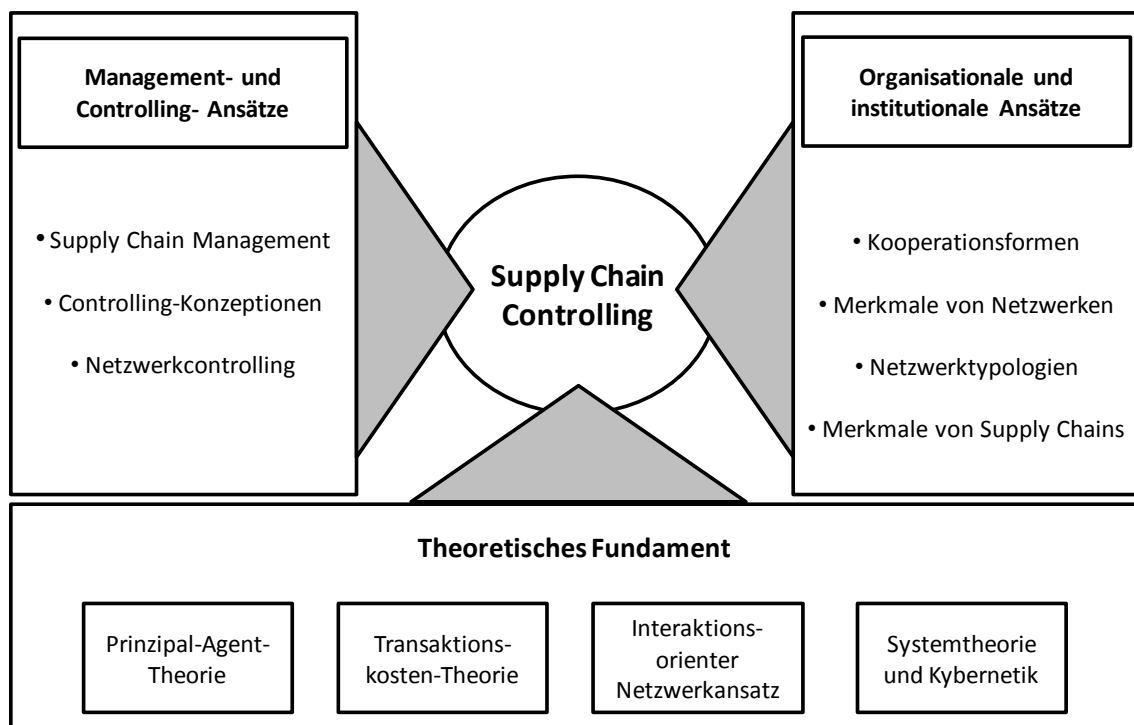 Management- und
Controlling- Ansätze
• Supply Chain Management
• Controlling-Konzeptionen
• Netzwerkcontrolling
Supply Chain
Controlling
Organisationale und
institutionale Ansätze
• Kooperationsformen
• Merkmale von Netzwerken
• Netzwerktypologien
• Merkmale von Supply Chains
Theoretisches Fundament
Prinzipal-Agent-
Theorie
Transaktions-
kosten-Theorie
Interaktions-
orienter
Netzwerkansatz
Systemtheorie
und Kybernetik